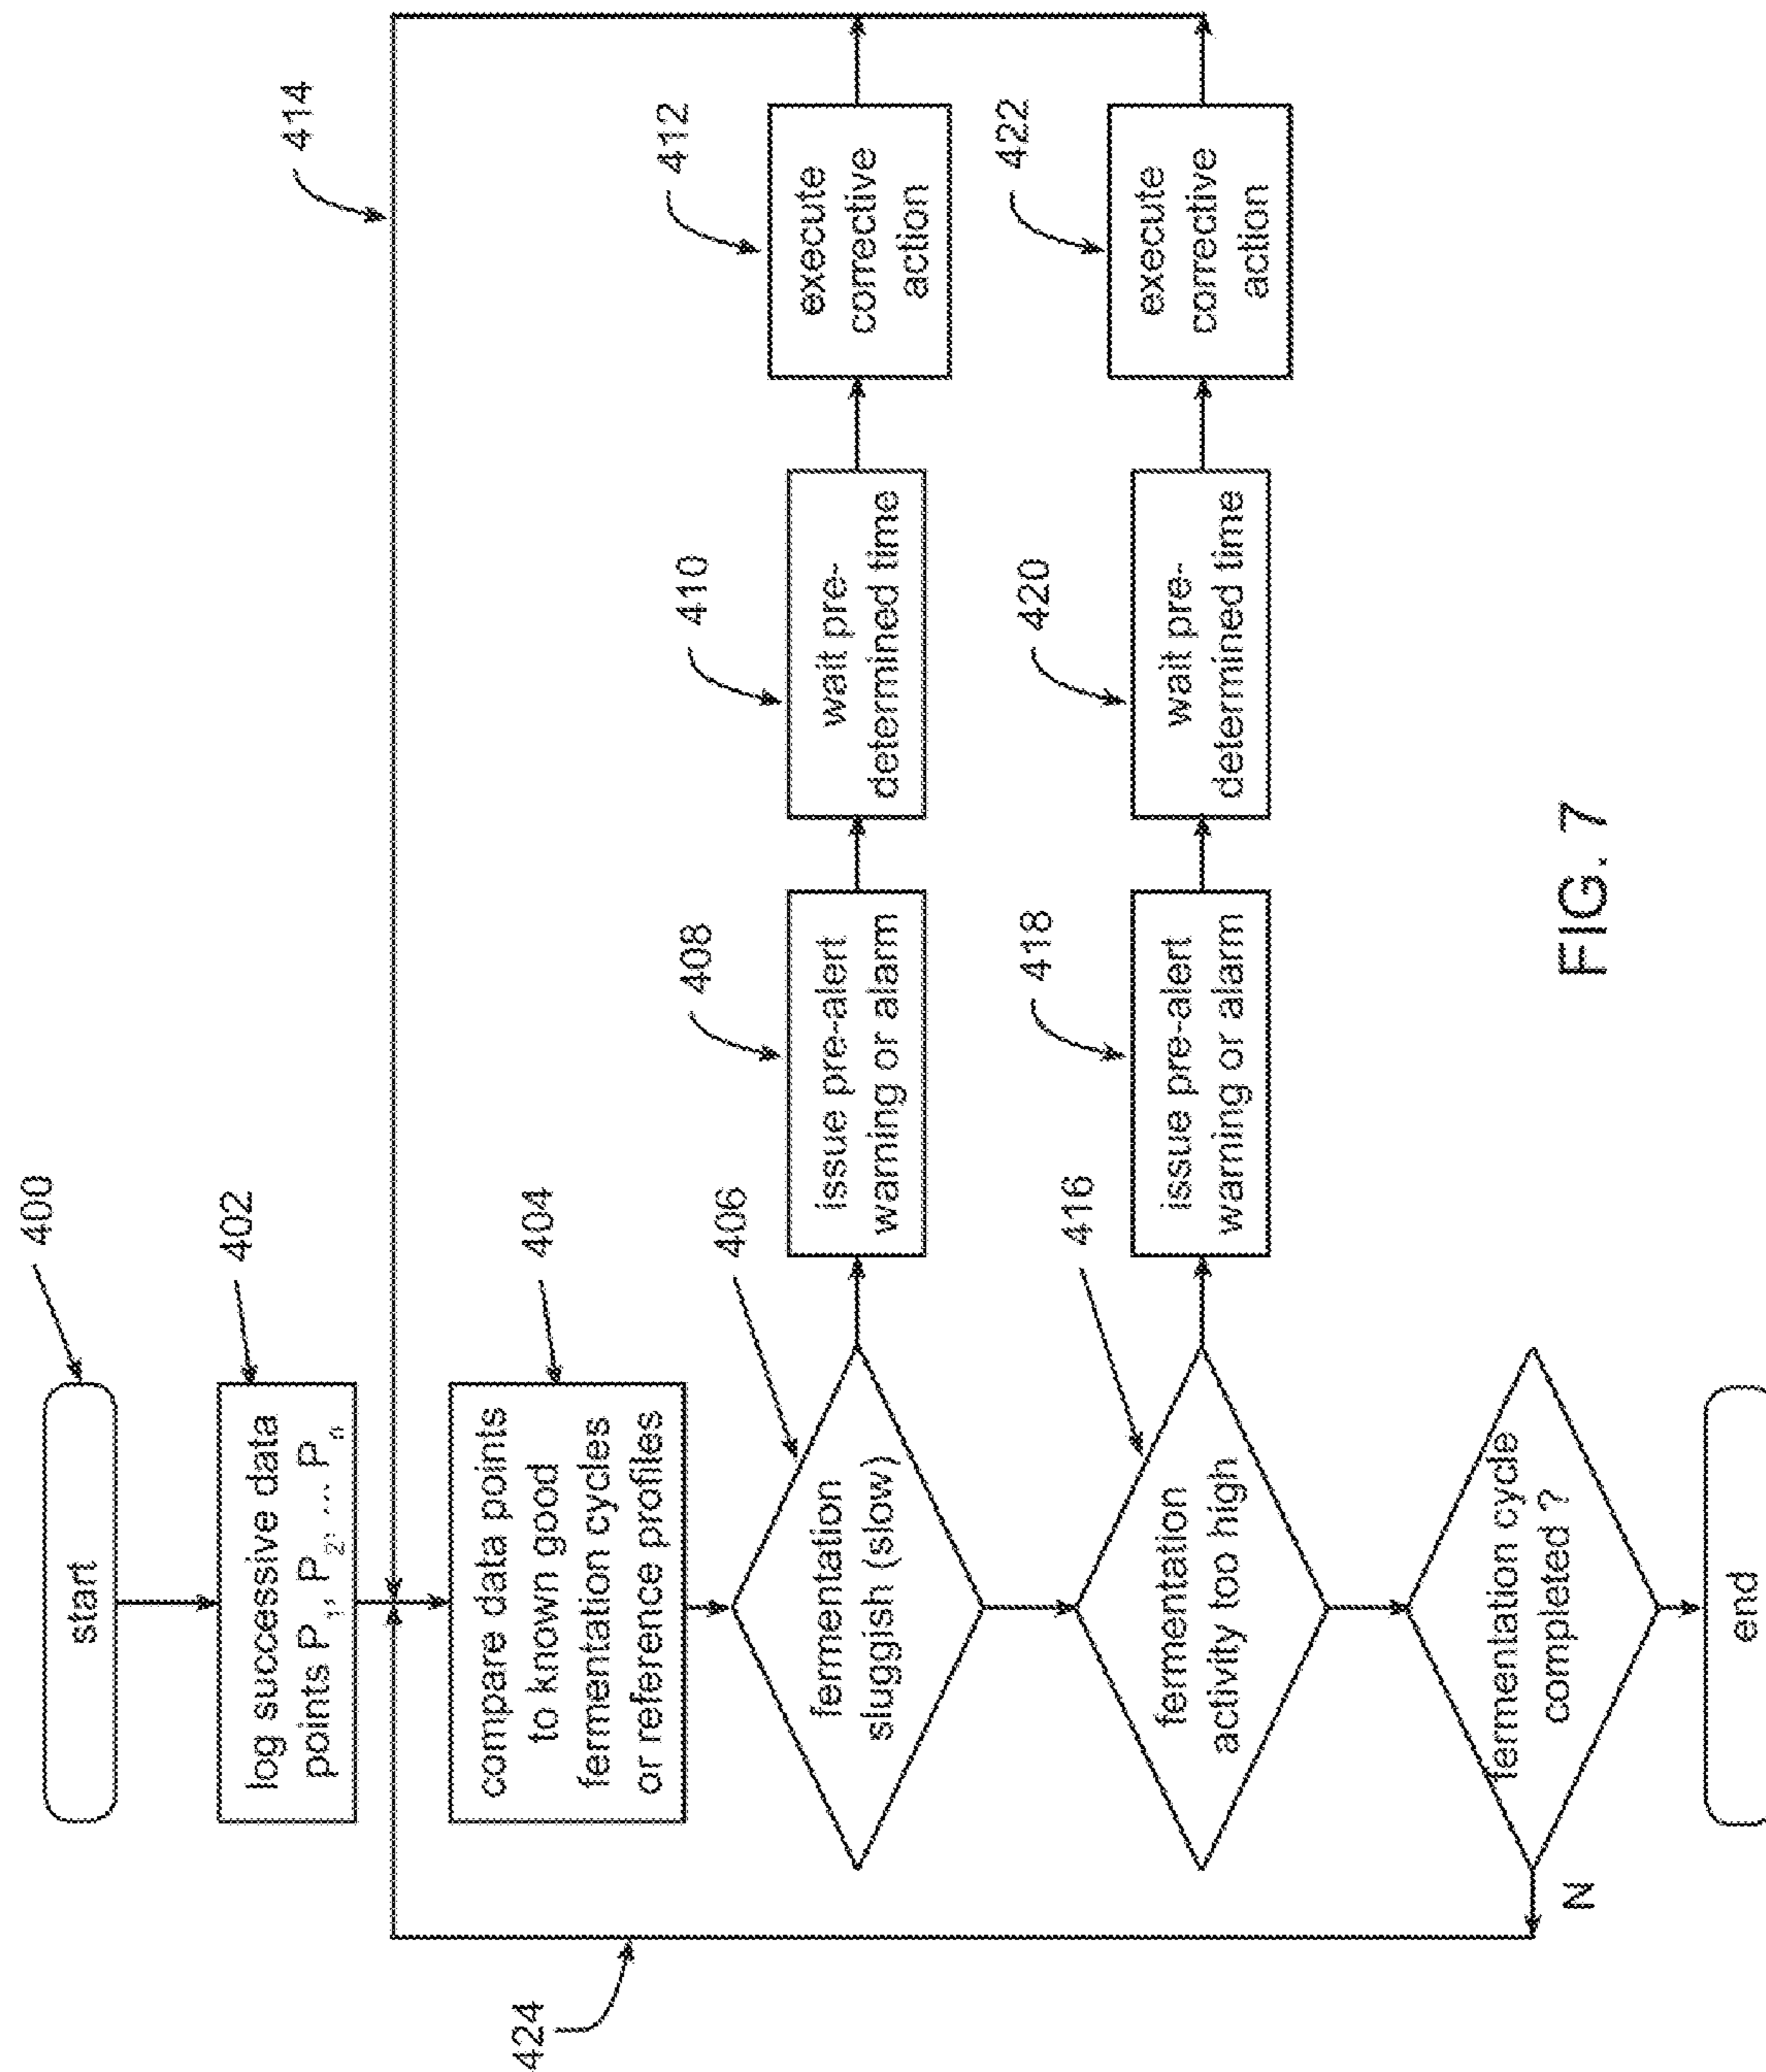 400
start
402
log successive data
points P1, P2, ... Pn
414
404
compare data points
to known good
fermentation cycles
or reference profiles
406
fermentation
sluggish (slow)
408
issue pre-alert
warning or alarm
410
wait pre-
determined time
412
execute
corrective
action
416
fermentation
activity too high
418
issue pre-alert
warning or alarm
420
wait pre-
determined time
422
execute
corrective
action
fermentation cycle
completed ?
N
424
end
FIG. 7